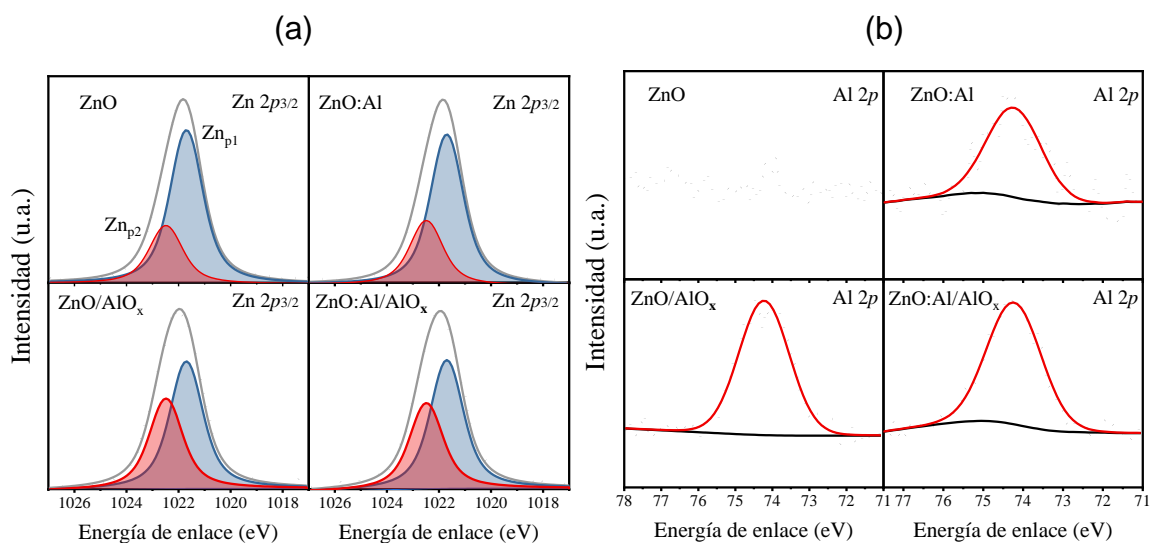 (a)
(b)
Intensidad (u.a.)
ZnO
Zn 2p3/2
Znp1
Znp2
ZnO:Al
Zn 2p3/2
ZnO/AlOx
Zn 2p3/2
ZnO:Al/AlOx
Zn 2p3/2
1026 1024 1022 1020 1018
1026 1024 1022 1020 1018
Energía de enlace (eV)
Energía de enlace (eV)
Intensidad (u.a.)
ZnO
Al 2p
ZnO:Al
Al 2p
ZnO/AlOx
Al 2p
ZnO:Al/AlOx
Al 2p
78 77 76 75 74 73 72 71
77 76 75 74 73 72 71
Energía de enlace (eV)
Energía de enlace (eV)